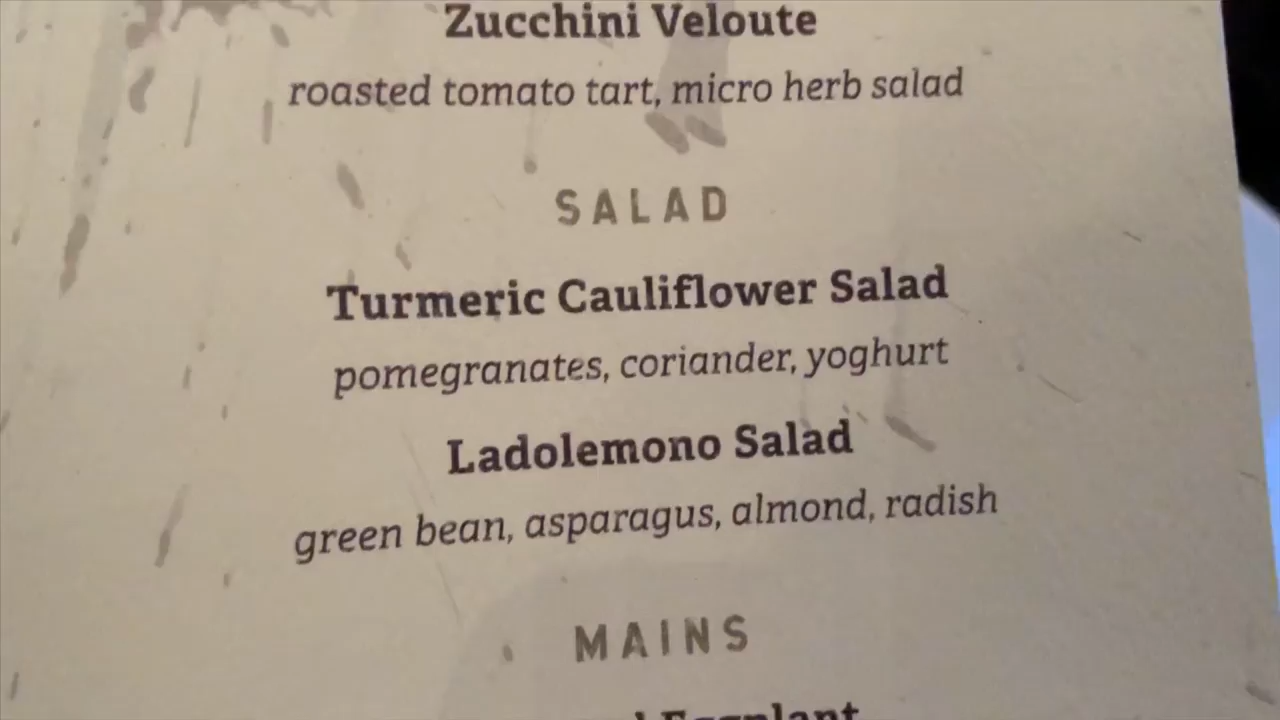 Zucchini Veloute
roasted tomato tart, micro herb salad
SALAD
Turmeric Cauliflower Salad
pomegranates, coriander, yoghurt
Ladolemono Salad
green bean, asparagus, almond, radish
MAINS
Eggplant